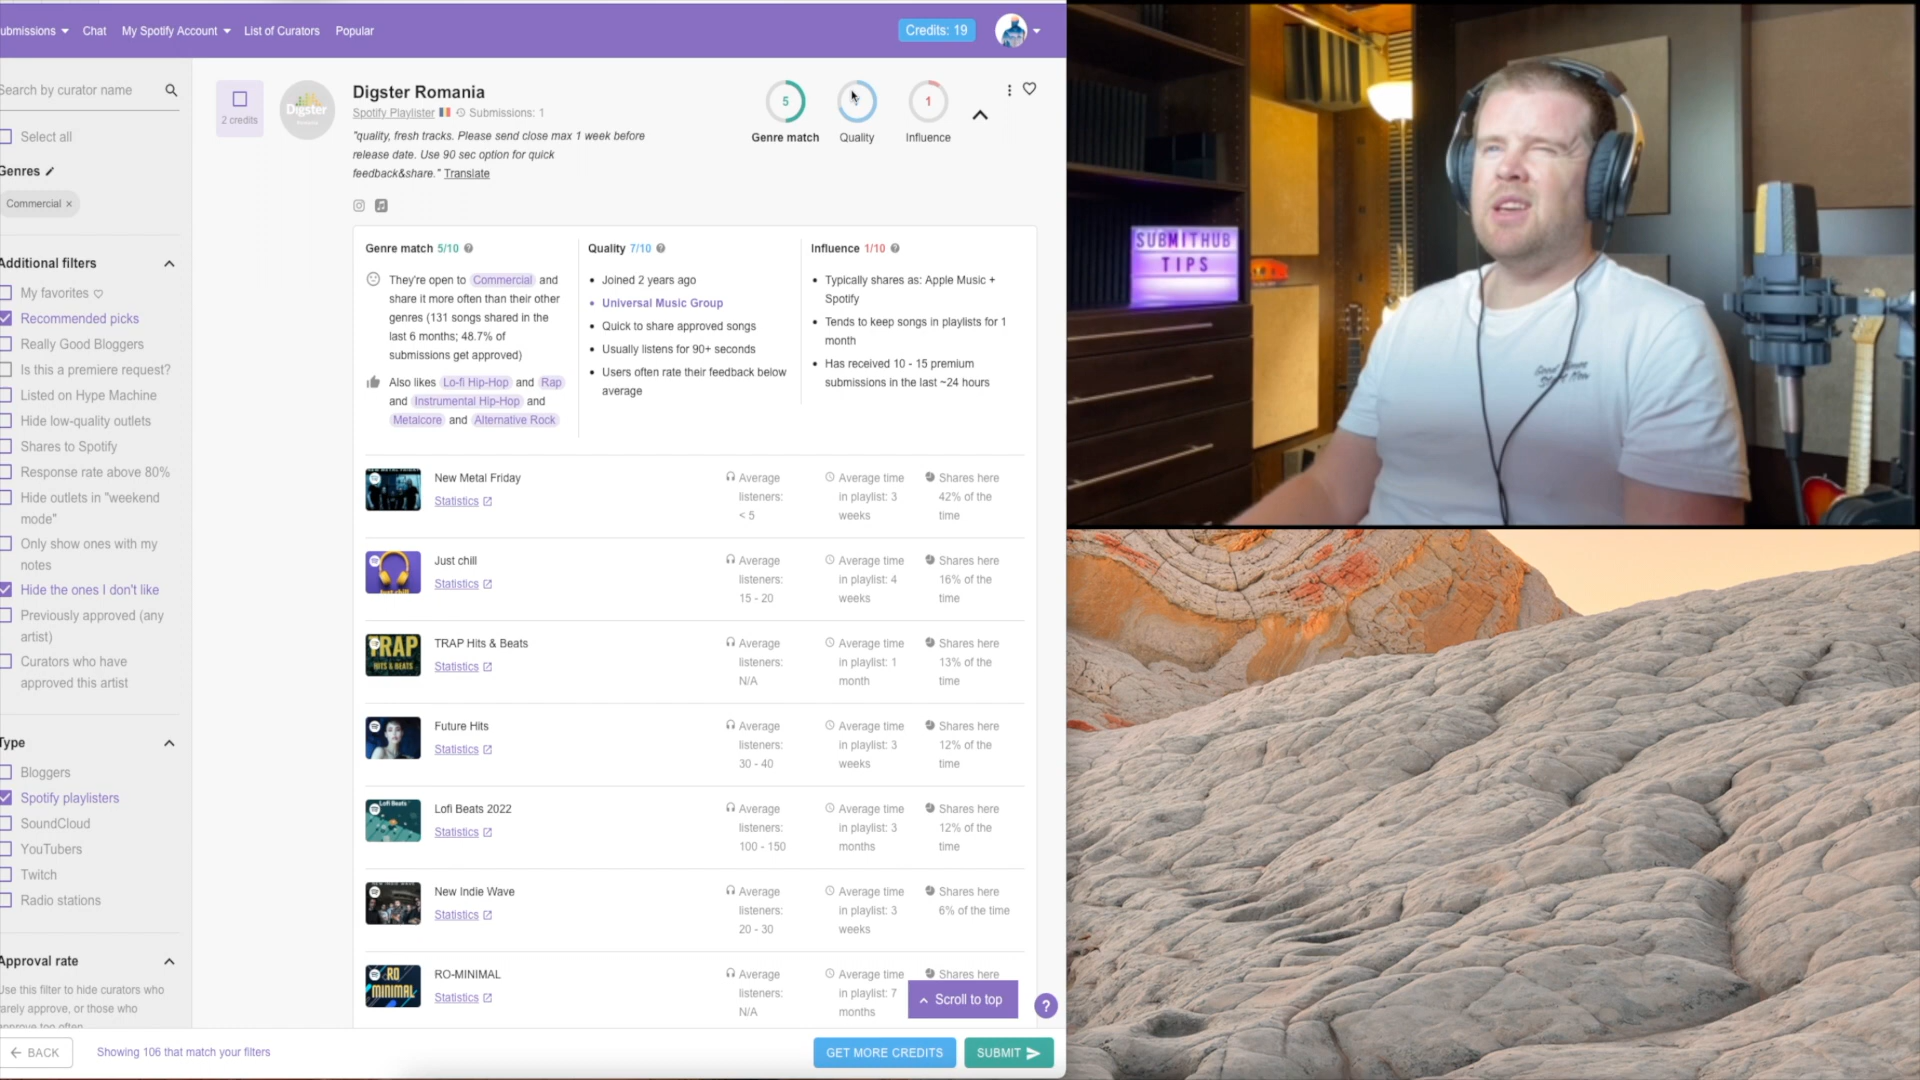 ubmissions
Chat
My Spotify Account
List of Curators
Popular
Credits: 19
Search by curator name
Select all
Genres
Commercial ×
Additional filters
My favorites
Recommended picks
Really Good Bloggers
Is this a premiere request?
Listed on Hype Machine
Hide low-quality outlets
Shares to Spotify
Response rate above 80%
Hide outlets in "weekend
mode"
Only show ones with my
notes
Hide the ones I don't like
Previously approved (any
artist)
Curators who have
approved this artist
Type
Bloggers
Spotify playlisters
SoundCloud
YouTubers
Twitch
Radio stations
Approval rate
Use this filter to hide curators who
rarely approve, or those who
approve too often
2 credits
Digster
Digster Romania
Spotify Playlister
Submissions: 1
"quality, fresh tracks. Please send close max 1 week before
release date. Use 90 sec option for quick
feedback&share." Translate
5
Genre match
Quality
1
Influence
Genre match 5/10
They're open to Commercial and
share it more often than their other
genres (131 songs shared in the
last 6 months; 48.7% of
submissions get approved)
Also likes Lo-fi Hip-Hop and Rap
and Instrumental Hip-Hop and
Metalcore and Alternative Rock
Quality 7/10
Joined 2 years ago
Universal Music Group
Quick to share approved songs
Usually listens for 90+ seconds
Users often rate their feedback below
average
Influence 1/10
Typically shares as: Apple Music +
Spotify
Tends to keep songs in playlists for 1
month
Has received 10 - 15 premium
submissions in the last ~24 hours
New Metal Friday
Statistics
Average
listeners:
< 5
Average time
in playlist: 3
weeks
Shares here
42% of the
time
Just chill
Just chill
Statistics
Average
listeners:
15 - 20
Average time
in playlist: 4
weeks
Shares here
16% of the
time
TRAP
HITS & BEATS
TRAP Hits & Beats
Statistics
Average
listeners:
N/A
Average time
in playlist: 1
month
Shares here
13% of the
time
Future Hits
Statistics
Average
listeners:
30 - 40
Average time
in playlist: 3
weeks
Shares here
12% of the
time
Lofi Beats
Lofi Beats 2022
Statistics
Average
listeners:
100 - 150
Average time
in playlist: 3
months
Shares here
12% of the
time
New Indie Wave
Statistics
Average
listeners:
20 - 30
Average time
in playlist: 3
weeks
Shares here
6% of the time
RO
MINIMAL
RO-MINIMAL
Statistics
Average
listeners:
N/A
Average time
in playlist: 7
months
Shares here
Scroll to top
?
BACK
Showing 106 that match your filters
GET MORE CREDITS
SUBMIT
SUBMITHUB
TIPS